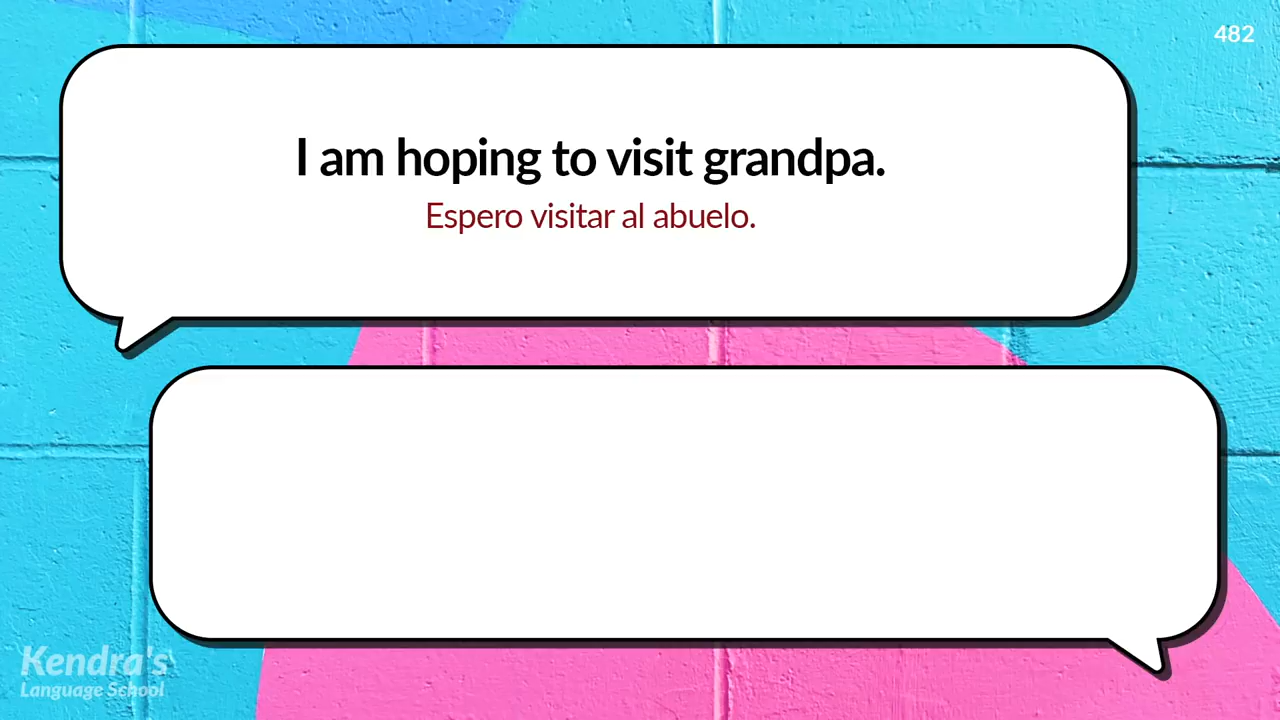 482
I am hoping to visit grandpa.
Espero visitar al abuelo.
Kendra's
Language School